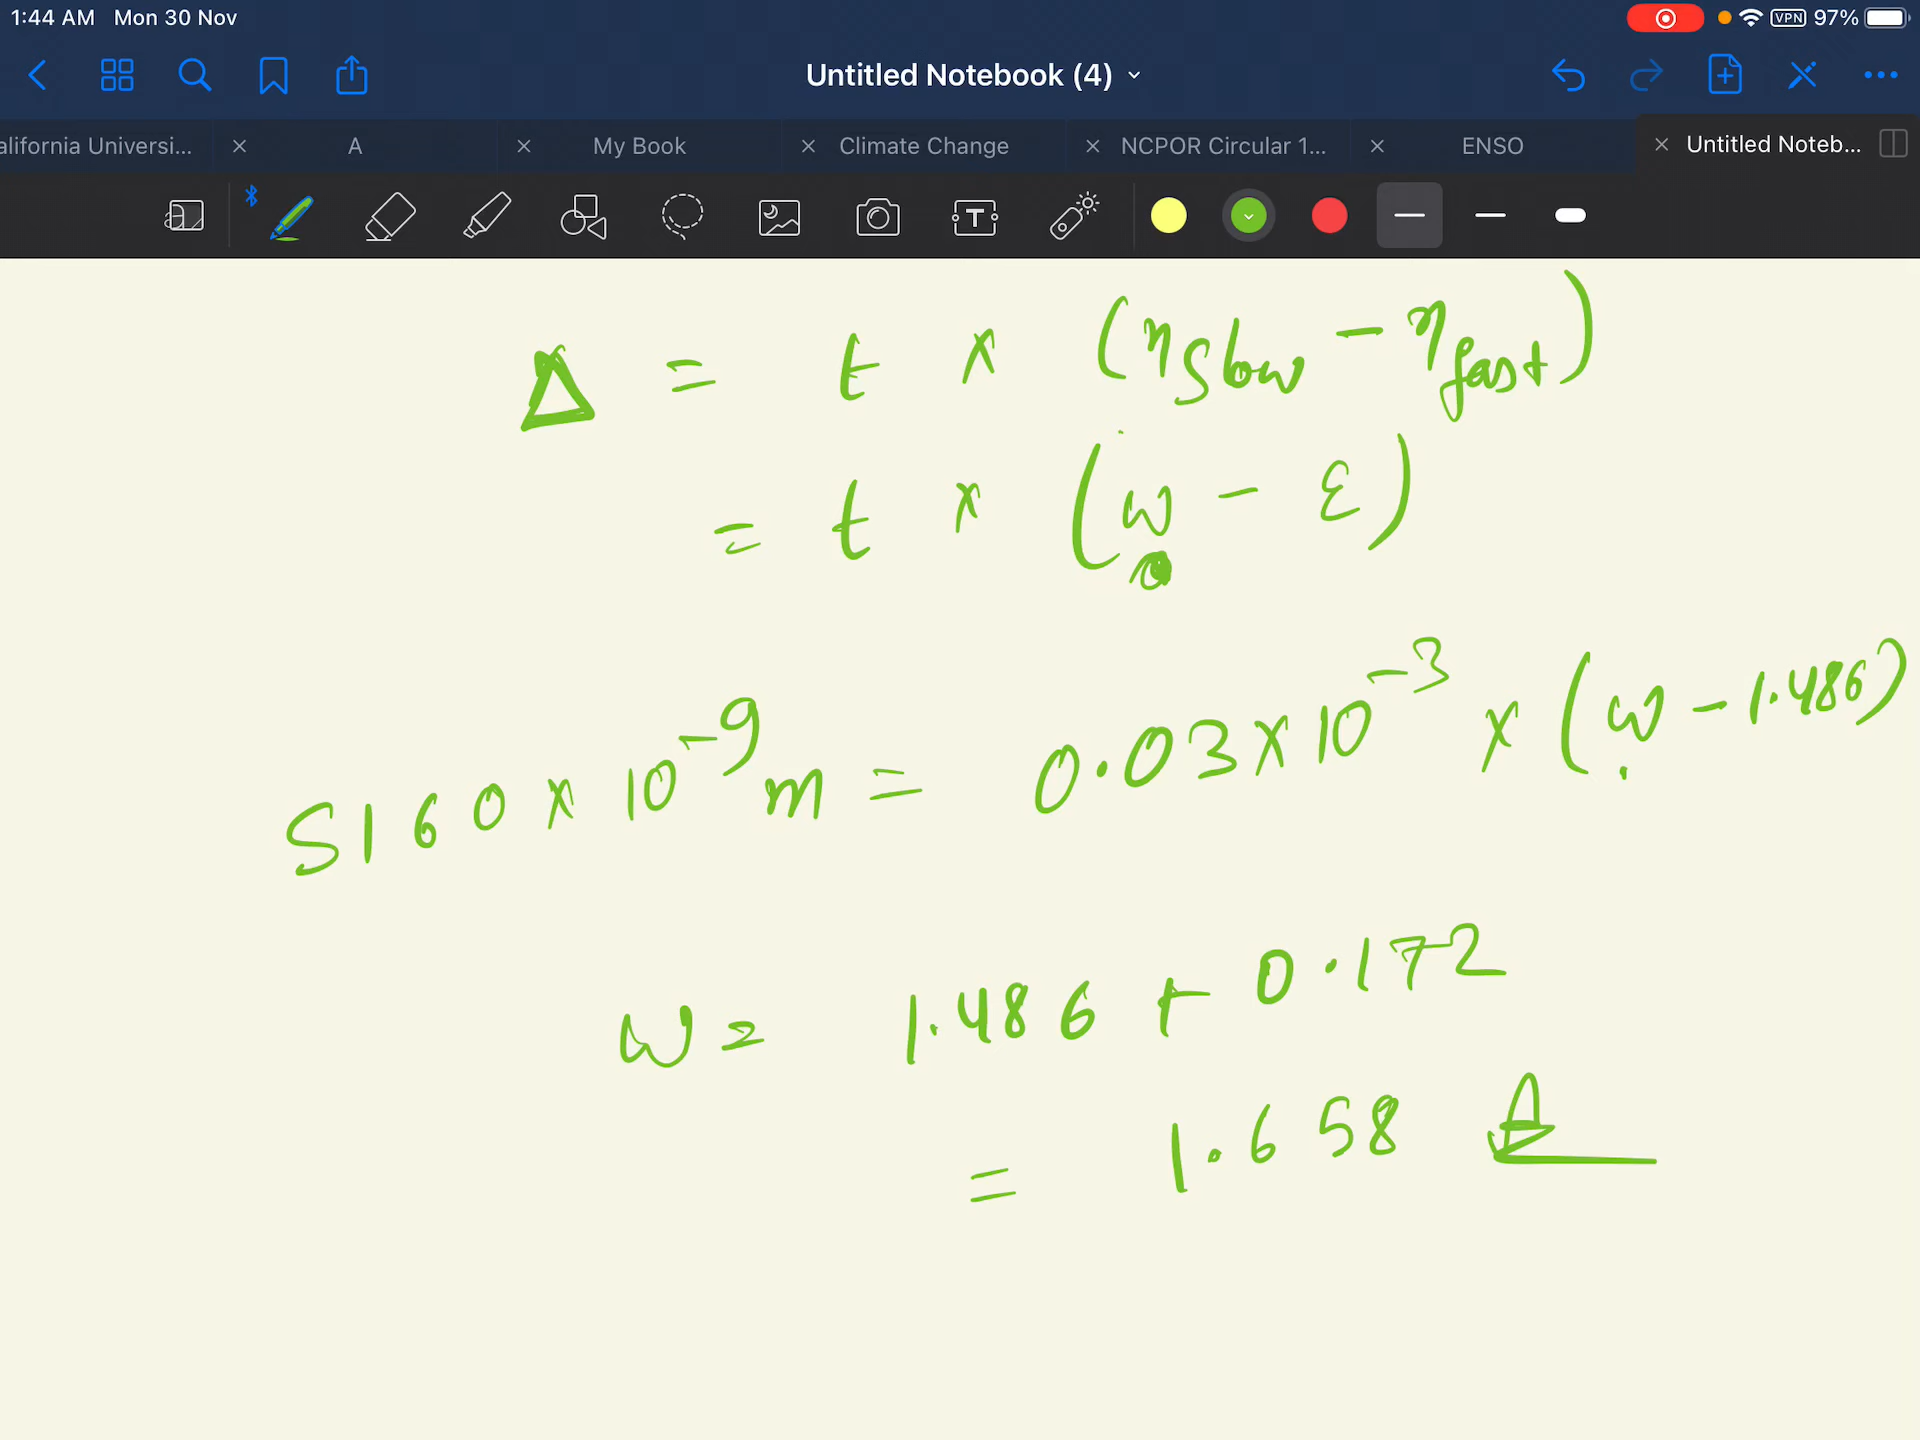 1:44 AM Mon 30 Nov VPN 97%
Untitled Notebook (4)
alifornia Universi... A My Book Climate Change NCPOR Circular 1... ENSO Untitled Noteb...
Δ = t × (ηslow − ηfast)
= t × (ω − ε)
5160 × 10⁻⁹ m = 0.03 × 10⁻³ × (ω − 1.486)
ω = 1.486 + 0.172
= 1.658 A